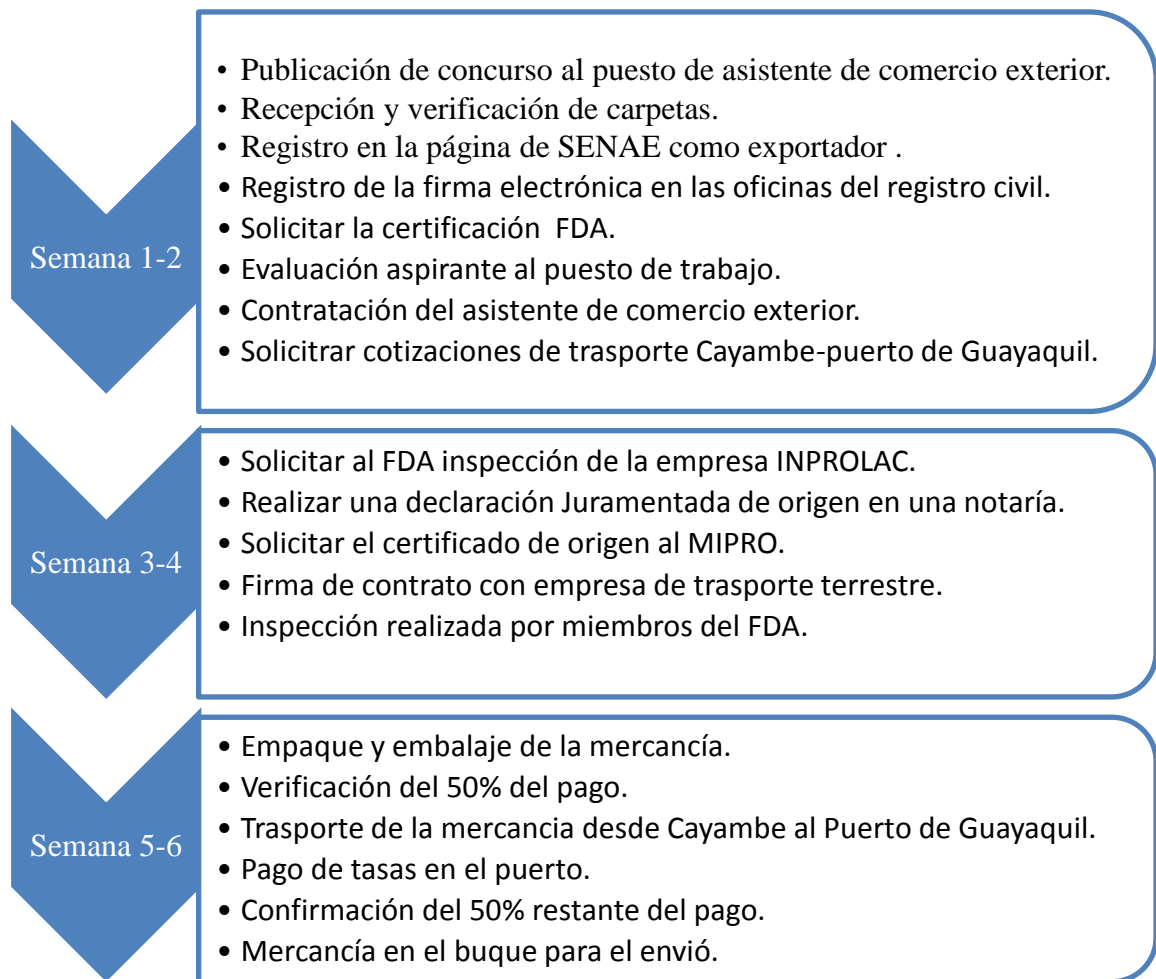 Semana 1-2
• Publicación de concurso al puesto de asistente de comercio exterior.
• Recepción y verificación de carpetas.
• Registro en la página de SENAE como exportador .
• Registro de la firma electrónica en las oficinas del registro civil.
• Solicitar la certificación  FDA.
• Evaluación aspirante al puesto de trabajo.
• Contratación del asistente de comercio exterior.
• Solicitrar cotizaciones de trasporte Cayambe-puerto de Guayaquil.
Semana 3-4
• Solicitar al FDA inspección de la empresa INPROLAC.
• Realizar una declaración Juramentada de origen en una notaría.
• Solicitar el certificado de origen al MIPRO.
• Firma de contrato con empresa de trasporte terrestre.
• Inspección realizada por miembros del FDA.
Semana 5-6
• Empaque y embalaje de la mercancía.
• Verificación del 50% del pago.
• Trasporte de la mercancia desde Cayambe al Puerto de Guayaquil.
• Pago de tasas en el puerto.
• Confirmación del 50% restante del pago.
• Mercancía en el buque para el envió.